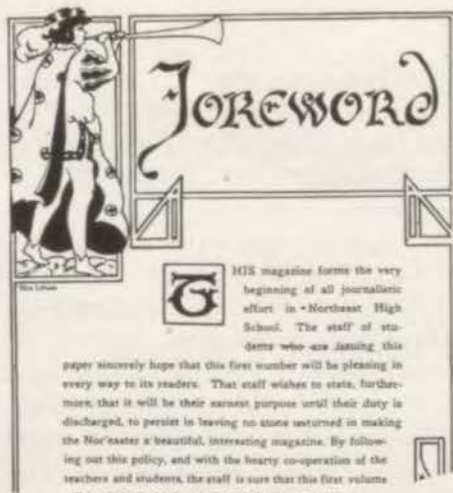 FOREWORD
THIS magazine forms the very
beginning of all journalistic
effort in Northeast High
School. The staff of stu-
dents who are issuing this
paper sincerely hope that this first number will be pleasing in
every way to its readers. That staff wishes to state, further-
more, that it will be their earnest purpose until their duty is
discharged, to persist in leaving no stone unturned in making
the Nor'easter a beautiful, interesting magazine. By follow-
ing out this policy, and with the hearty co-operation of the
teachers and students, the staff is sure that this first volume